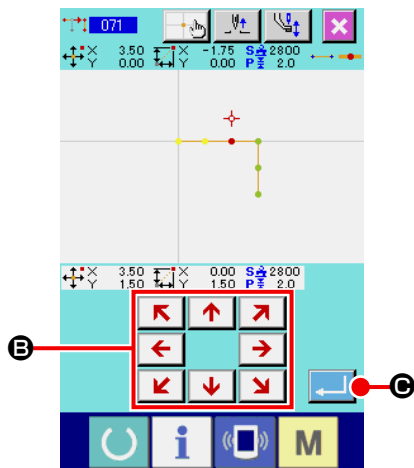 071
X 3.50 X -1.75 S 2800
Y 0.00 Y 0.00 P 2.0
X 3.50 X 0.00 S 2800
Y 1.50 Y 1.50 P 2.0
B
C
i M